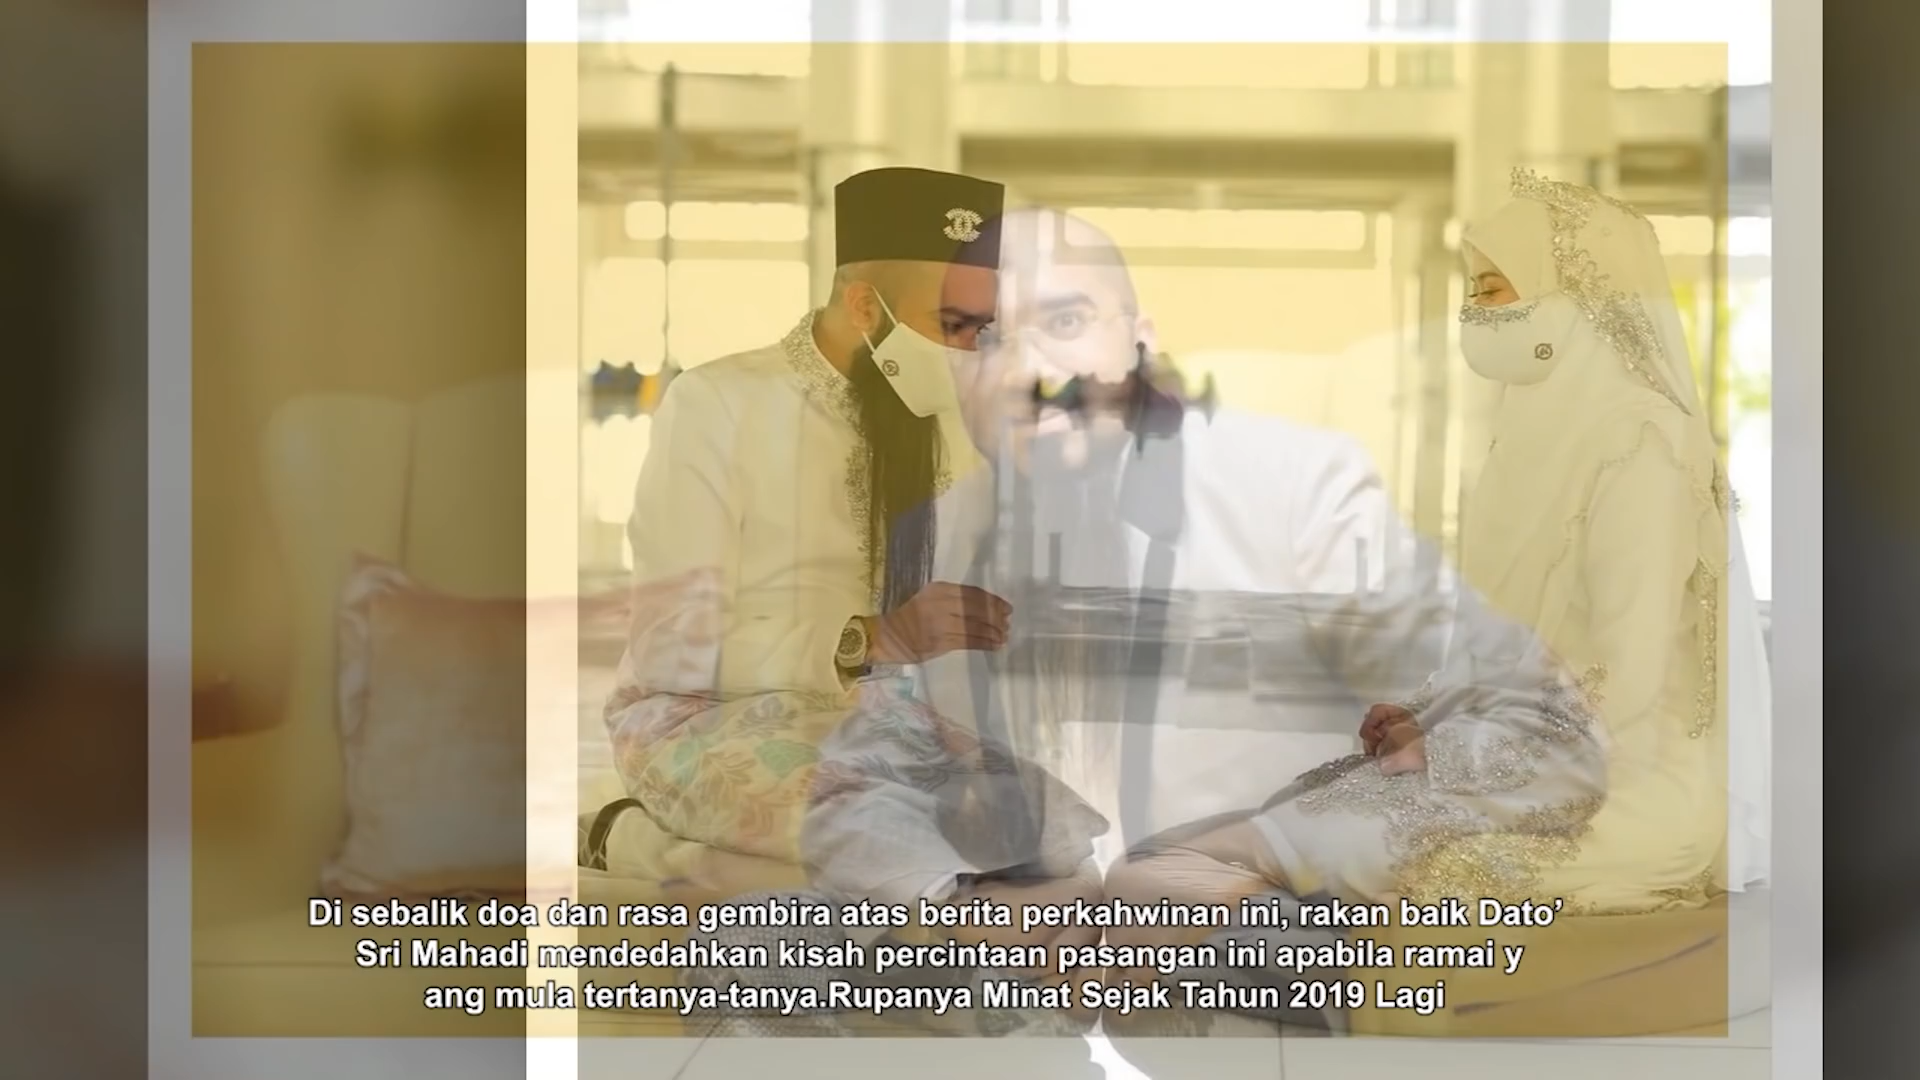 Di sebalik doa dan rasa gembira atas berita perkahwinan ini, rakan baik Dato’
Sri Mahadi mendedahkan kisah percintaan pasangan ini apabila ramai y
ang mula tertanya-tanya.Rupanya Minat Sejak Tahun 2019 Lagi